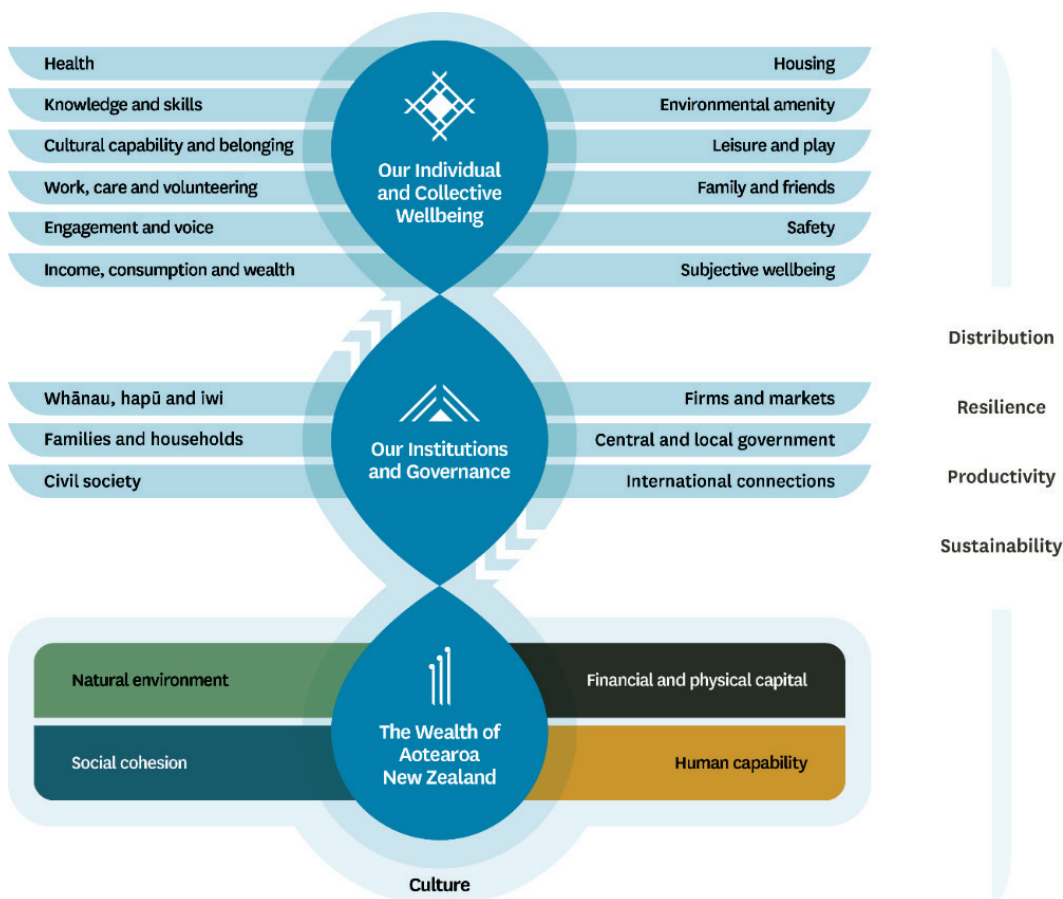 Health
Housing
Knowledge and skills
Environmental amenity
Cultural capability and belonging
Leisure and play
Work, care and volunteering
Family and friends
Engagement and voice
Safety
Income, consumption and wealth
Subjective wellbeing
Our Individual
and Collective
Wellbeing
Whānau, hapū and iwi
Firms and markets
Families and households
Central and local government
Civil society
International connections
Our Institutions
and Governance
Natural environment
Financial and physical capital
Social cohesion
Human capability
The Wealth of
Aotearoa
New Zealand
Culture
Distribution
Resilience
Productivity
Sustainability